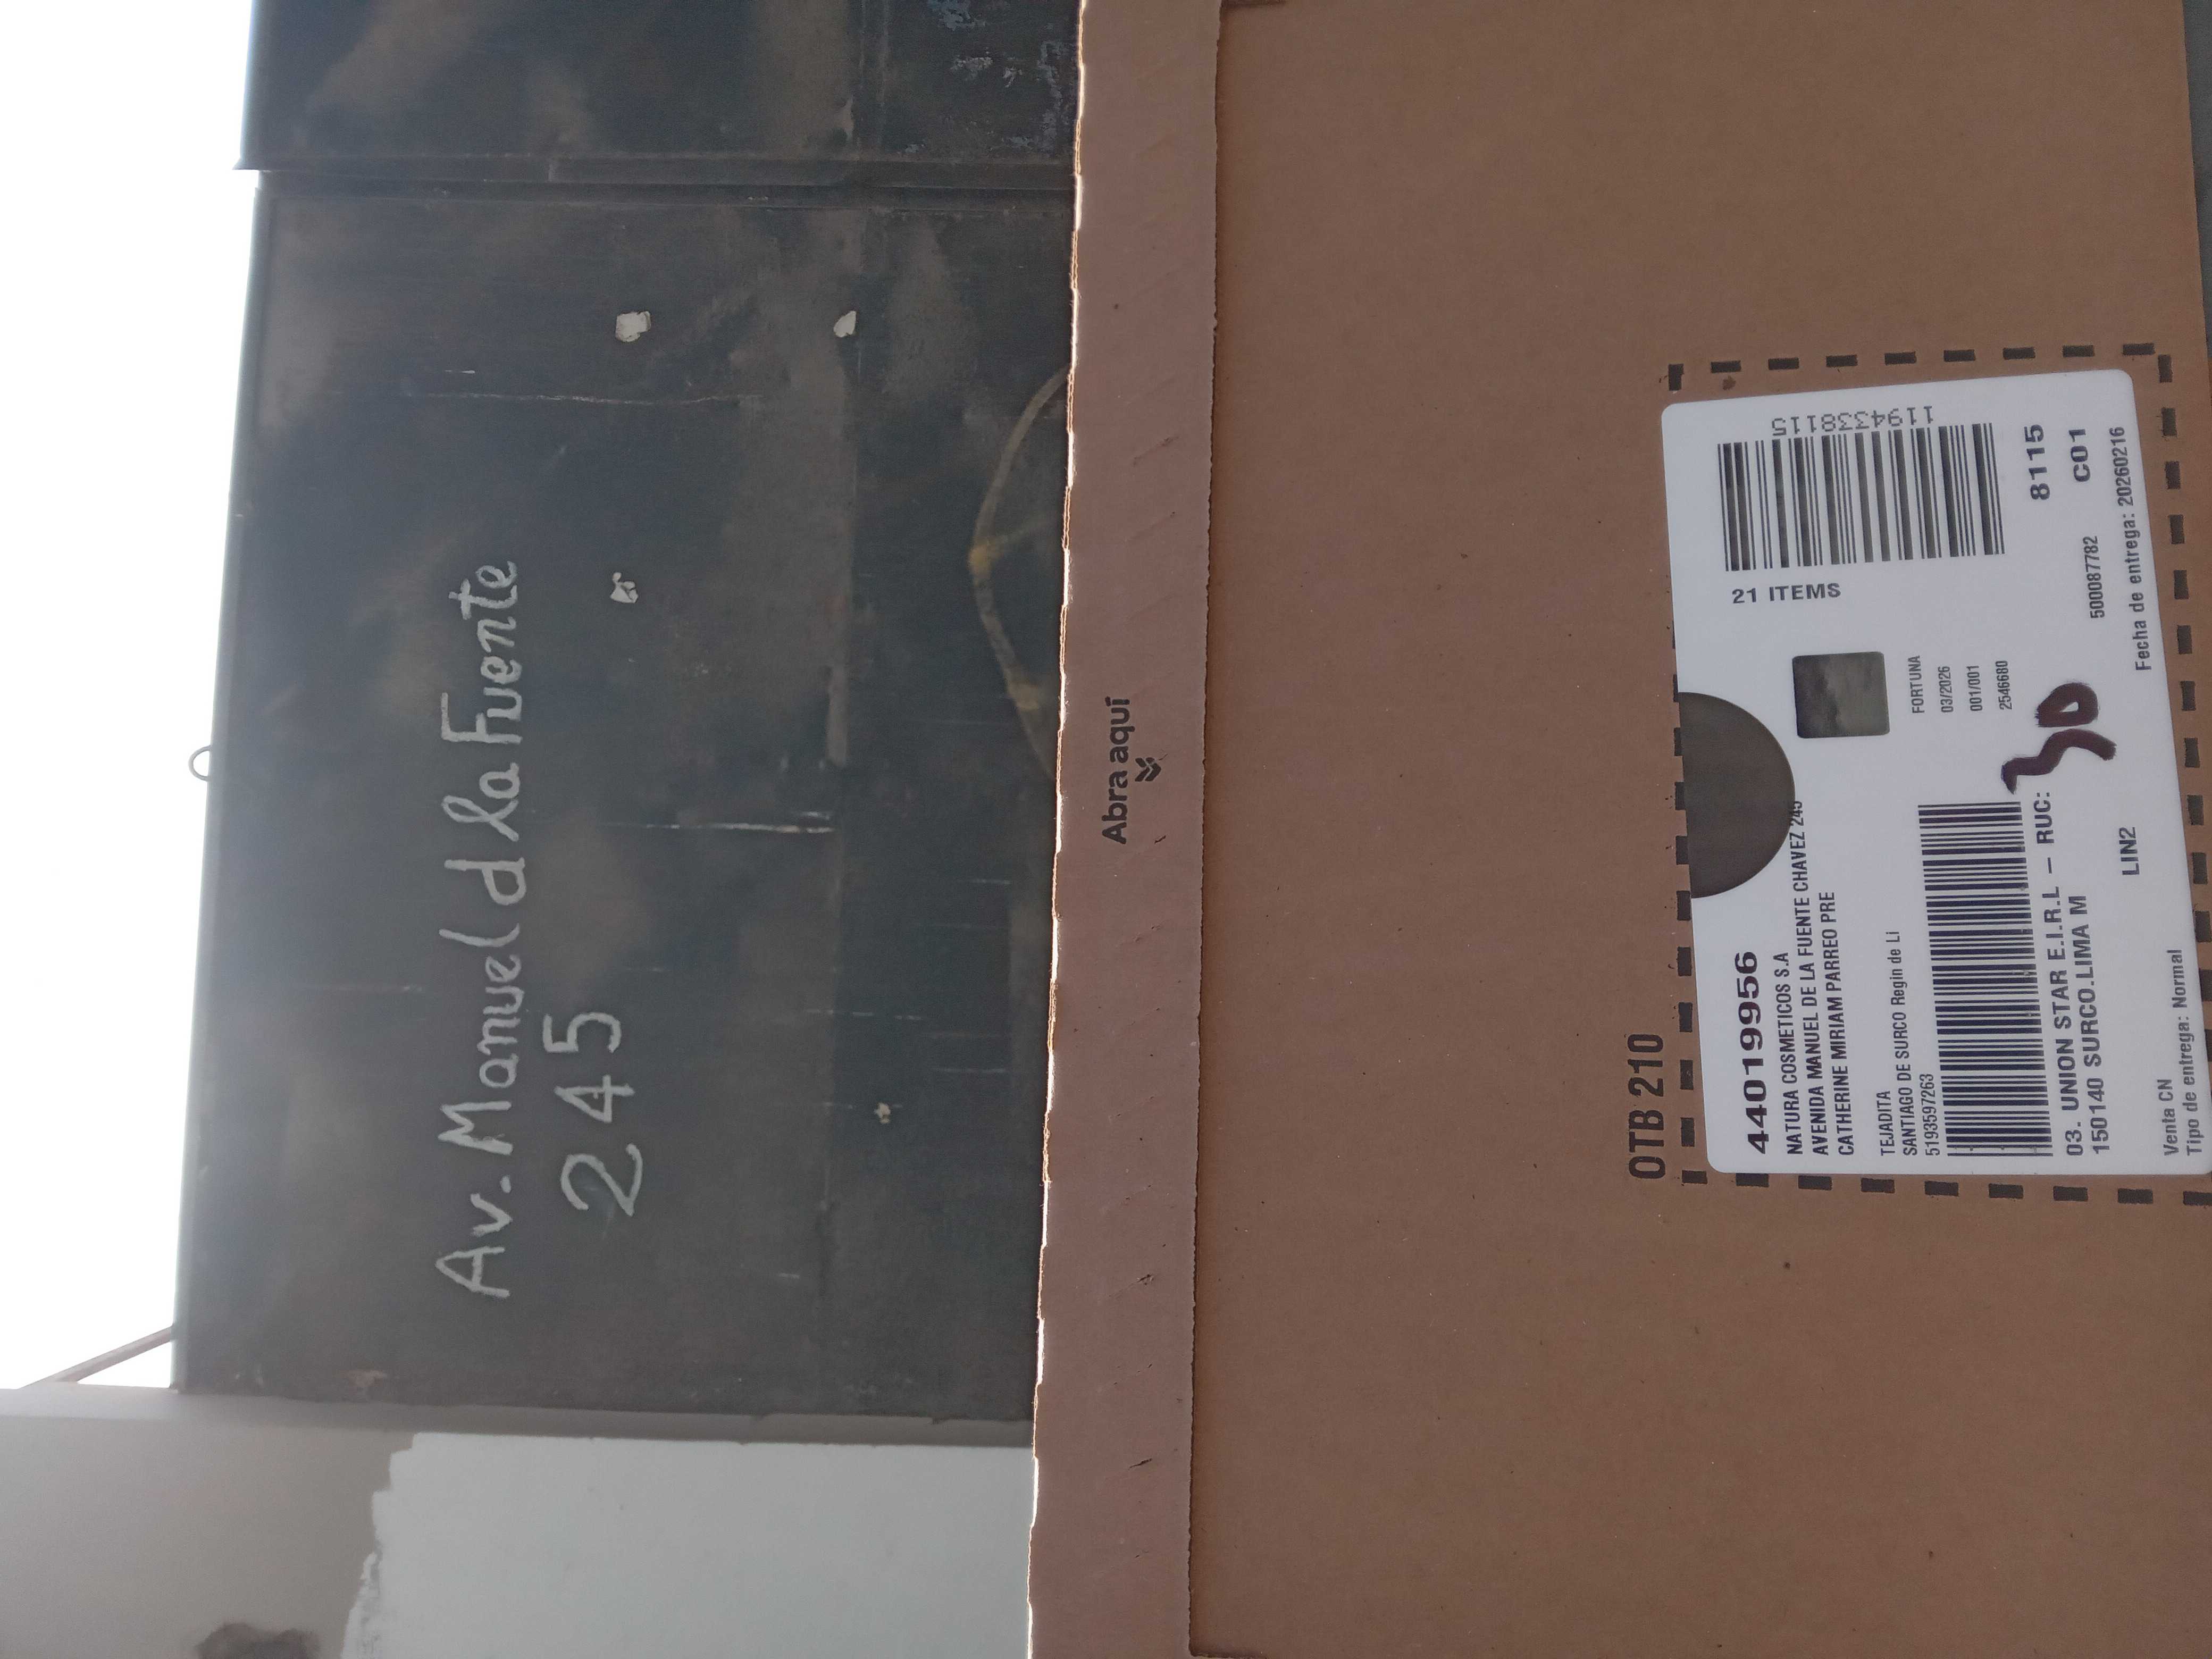 Av. Manuel d la Fuente
245
Abra aquí
OTB 210
44019956
NATURA COSMETICOS S.A
AVENIDA MANUEL DE LA FUENTE CHAVEZ 245
CATHERINE MIRIAM PARREO PRE
TEJADITA
SANTIAGO DE SURCO Regin de Li
5193597263
03. UNION STAR E.I.R.L – RUC:
150140 SURCO.LIMA M
LIN2
Venta CN
Tipo de entrega: Normal
21 ITEMS
1194338115
FORTUNA
03/2026
001/001
2546680
30
8115
500087782 C01
Fecha de entrega: 20260216